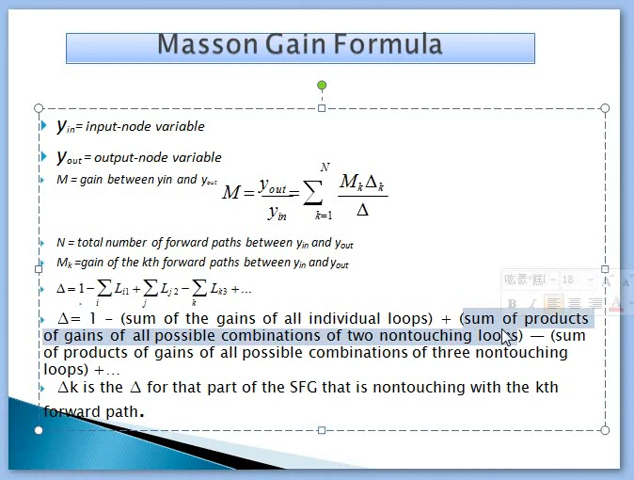 Masson Gain Formula
y_in = input-node variable
y_out = output-node variable
M = gain between yin and y_out
M = y_out / y_in = ∑_{k=1}^{N} M_k Δ_k / Δ
N = total number of forward paths between y_in and y_out
M_k =gain of the kth forward paths between y_in and y_out
Δ = 1 − ∑_i L_i1 + ∑_j L_j2 − ∑_k L_k3 + ...
Δ= 1 – (sum of the gains of all individual loops) + (sum of products
of gains of all possible combinations of two nontouching loops) — (sum
of products of gains of all possible combinations of three nontouching
loops) +…
Δk is the Δ for that part of the SFG that is nontouching with the kth
forward path.
18
A A
B I